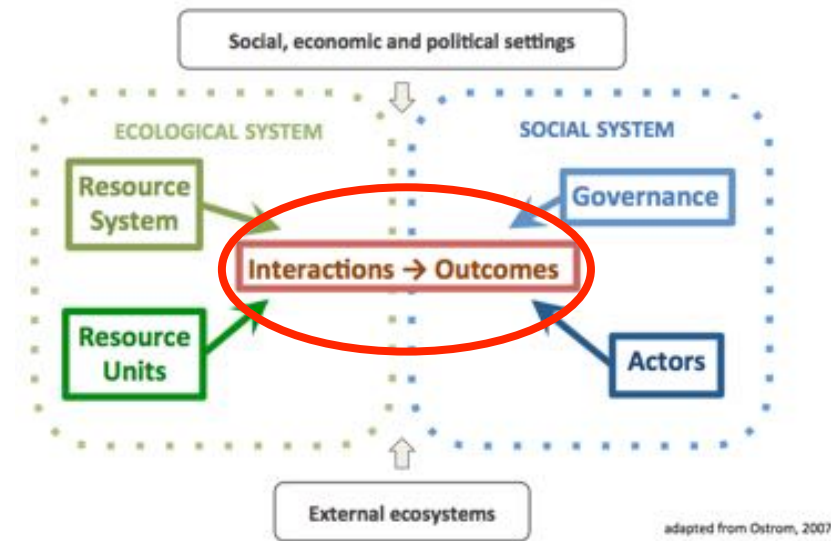 Social, economic and political settings
ECOLOGICAL SYSTEM
SOCIAL SYSTEM
Resource
System
Governance
Interactions → Outcomes
Resource
Units
Actors
External ecosystems
adapted from Ostrom, 2007